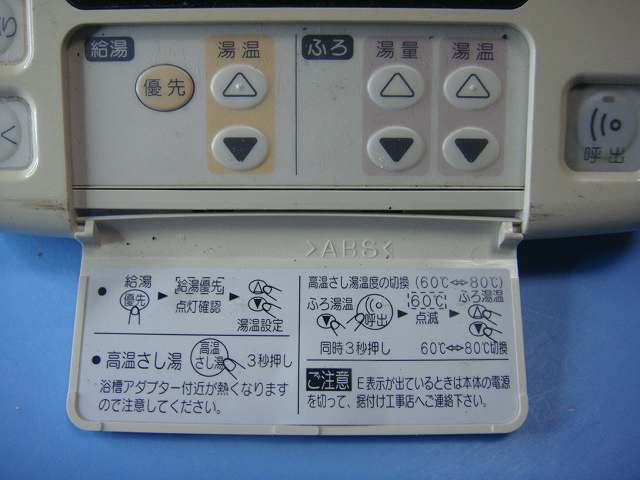 給湯
湯温
優先
ふろ
湯量
湯温
呼出
>ABS<
● 給湯
優先
給湯優先
点灯確認
湯温設定
● 高温さし湯
高温
さし湯
3秒押し
浴槽アダプター付近が熱くなります
ので注意してください。
高温さし湯温度の切換 (60℃⇔80℃)
ふろ湯温
呼出
60℃
点滅
ふろ湯温
同時3秒押し
60℃⇔80℃切換
ご注意 E表示が出ているときは本体の電源
を切って、据付け工事店へご連絡下さい。